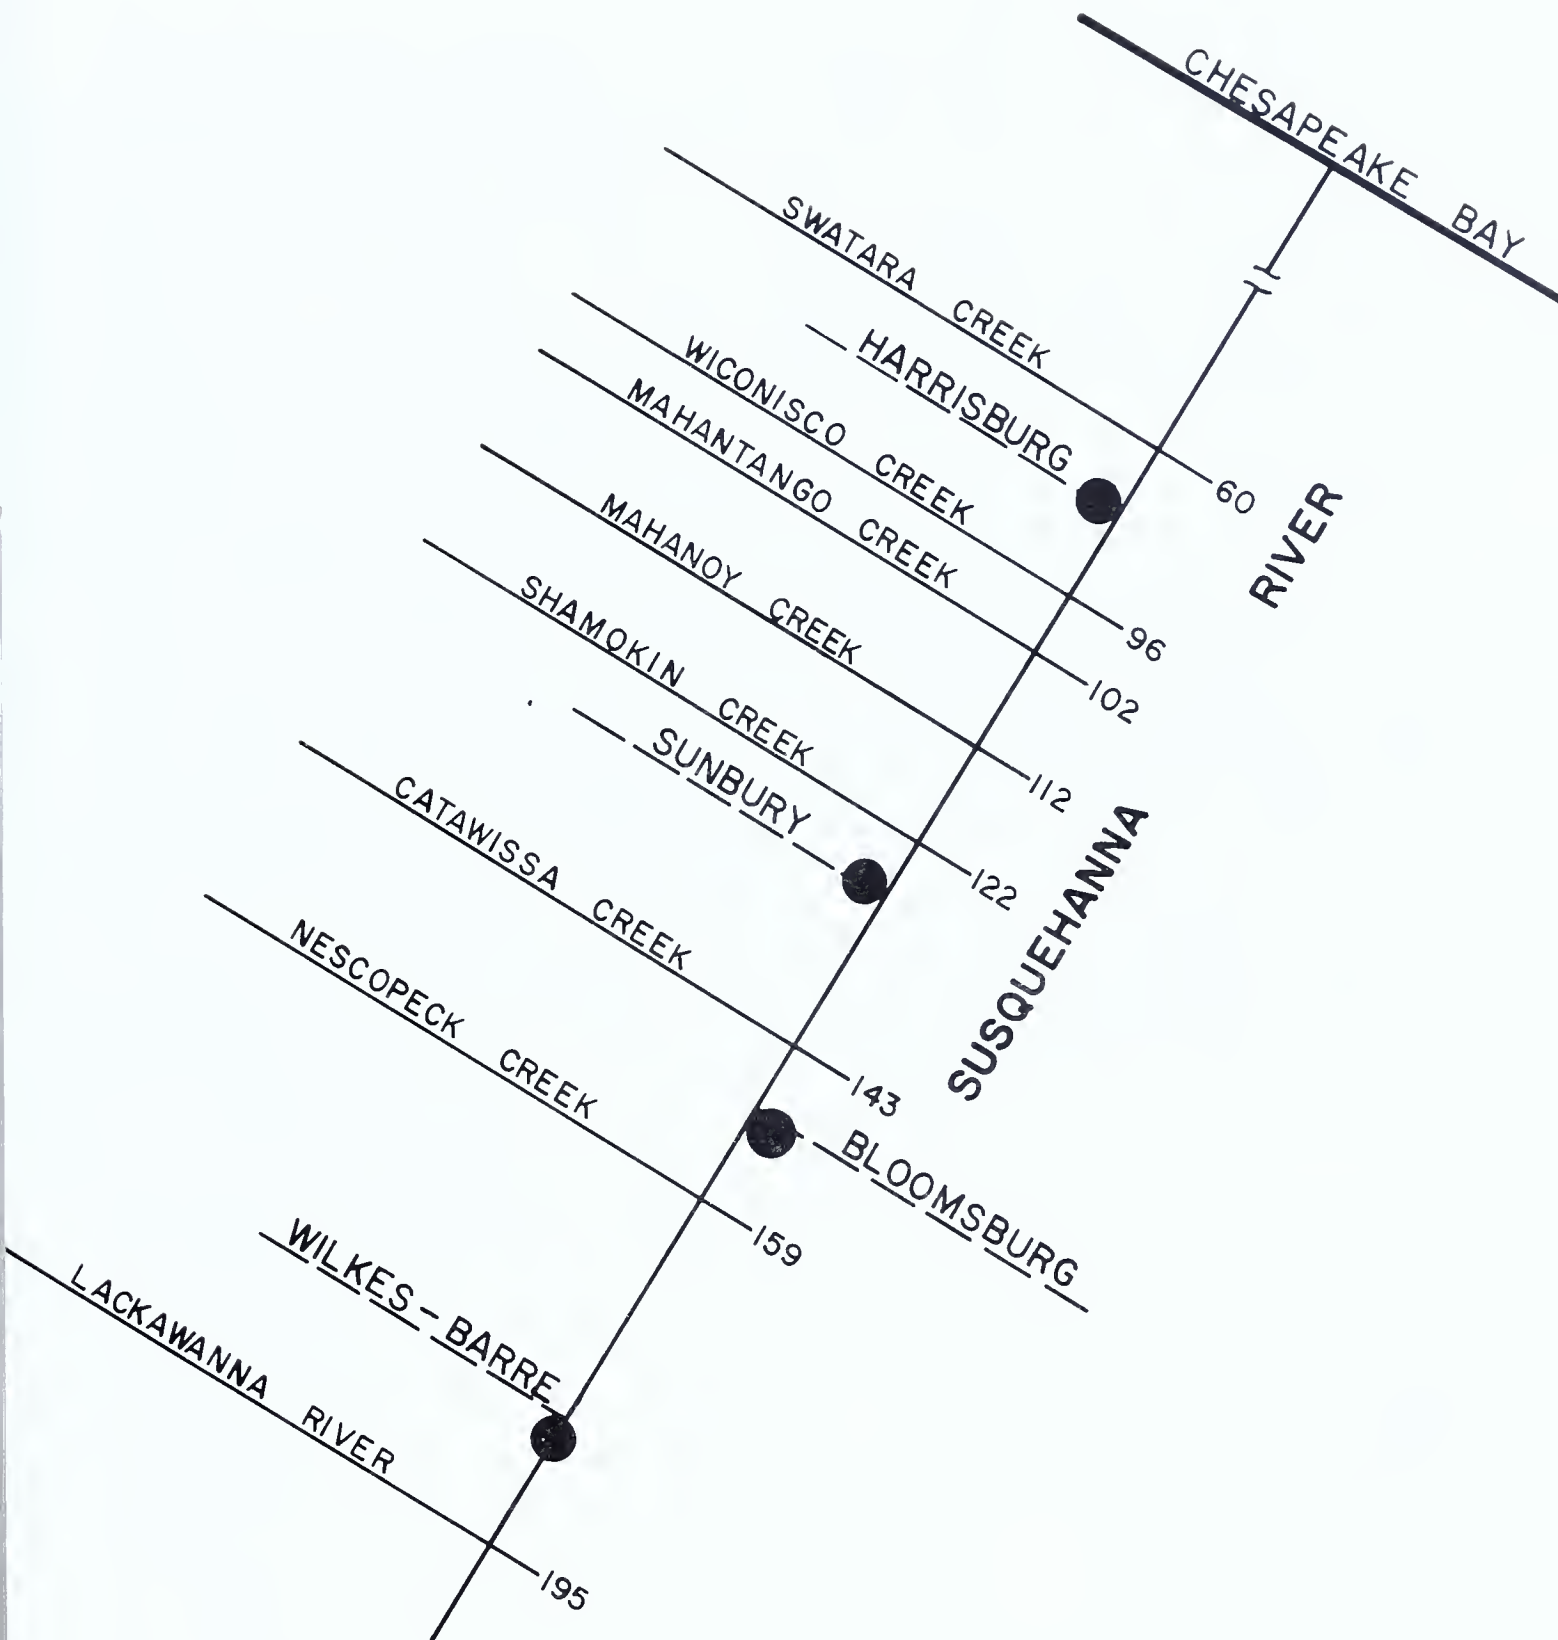 CHESAPEAKE BAY
SWATARA CREEK
60
HARRISBURG
WICONISCO CREEK
96
MAHANTANGO CREEK
102
MAHANOY CREEK
112
SHAMOKIN CREEK
122
SUNBURY
CATAWISSA CREEK
143
BLOOMSBURG
NESCOPECK CREEK
159
WILKES-BARRE
LACKAWANNA RIVER
195
SUSQUEHANNA RIVER